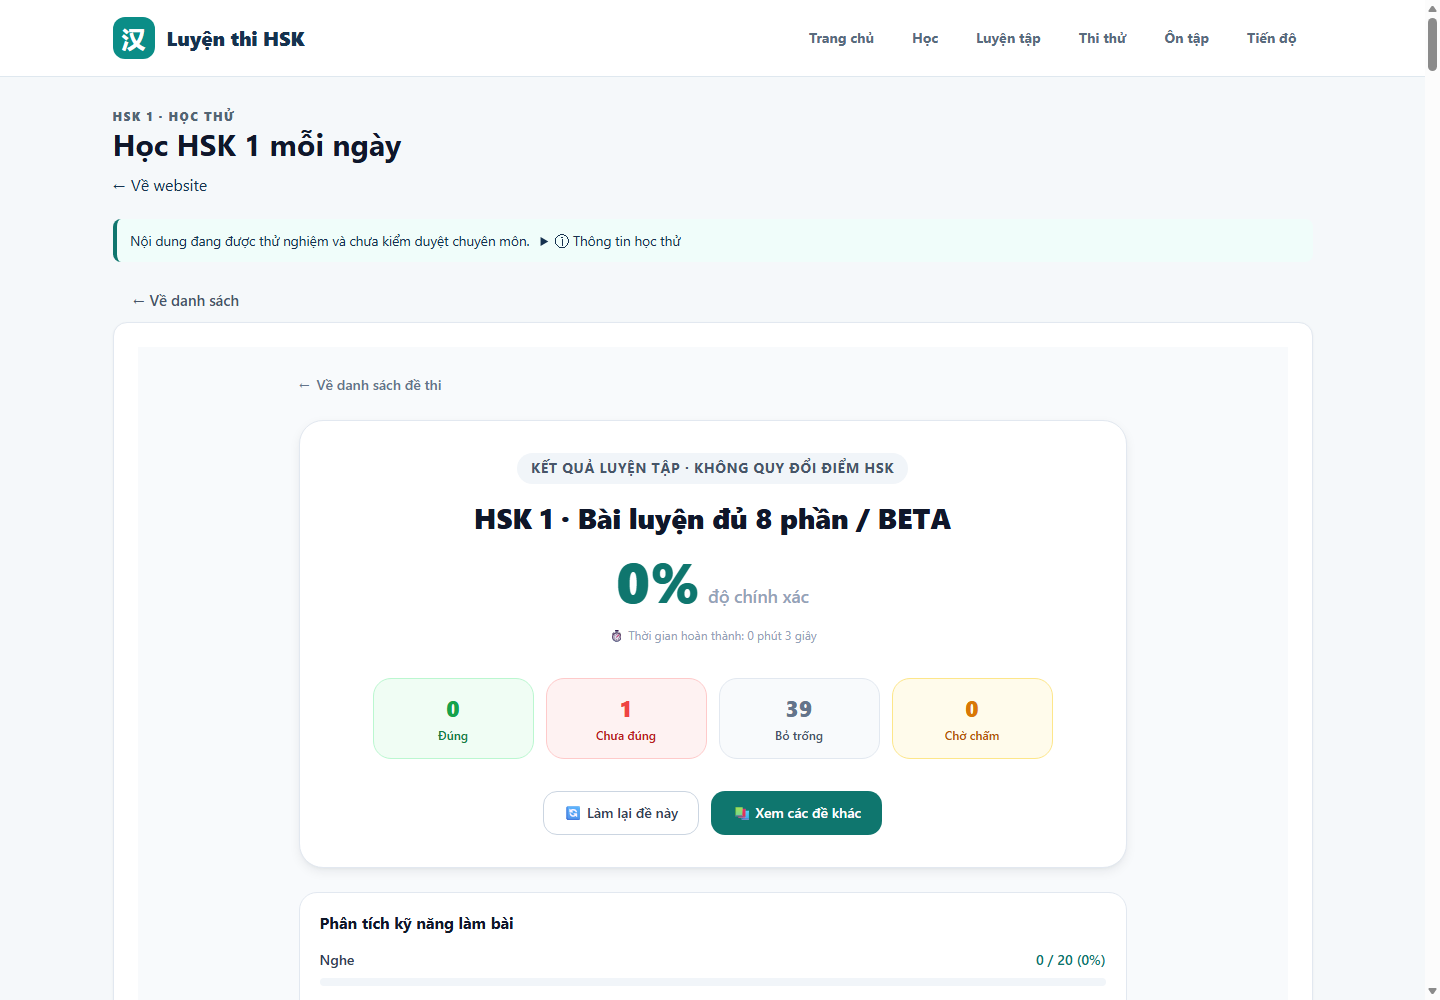 汉 Luyện thi HSK Trang chủ Học Luyện tập Thi thử Ôn tập Tiến độ
HSK 1 · HỌC THỬ
Học HSK 1 mỗi ngày
← Về website
Nội dung đang được thử nghiệm và chưa kiểm duyệt chuyên môn. ▶ ⓘ Thông tin học thử
← Về danh sách
← Về danh sách đề thi
KẾT QUẢ LUYỆN TẬP · KHÔNG QUY ĐỔI ĐIỂM HSK
HSK 1 · Bài luyện đủ 8 phần / BETA
0% độ chính xác
Thời gian hoàn thành: 0 phút 3 giây
0 1 39 0
Đúng Chưa đúng Bỏ trống Chờ chấm
Làm lại đề này Xem các đề khác
Phân tích kỹ năng làm bài
Nghe 0 / 20 (0%)